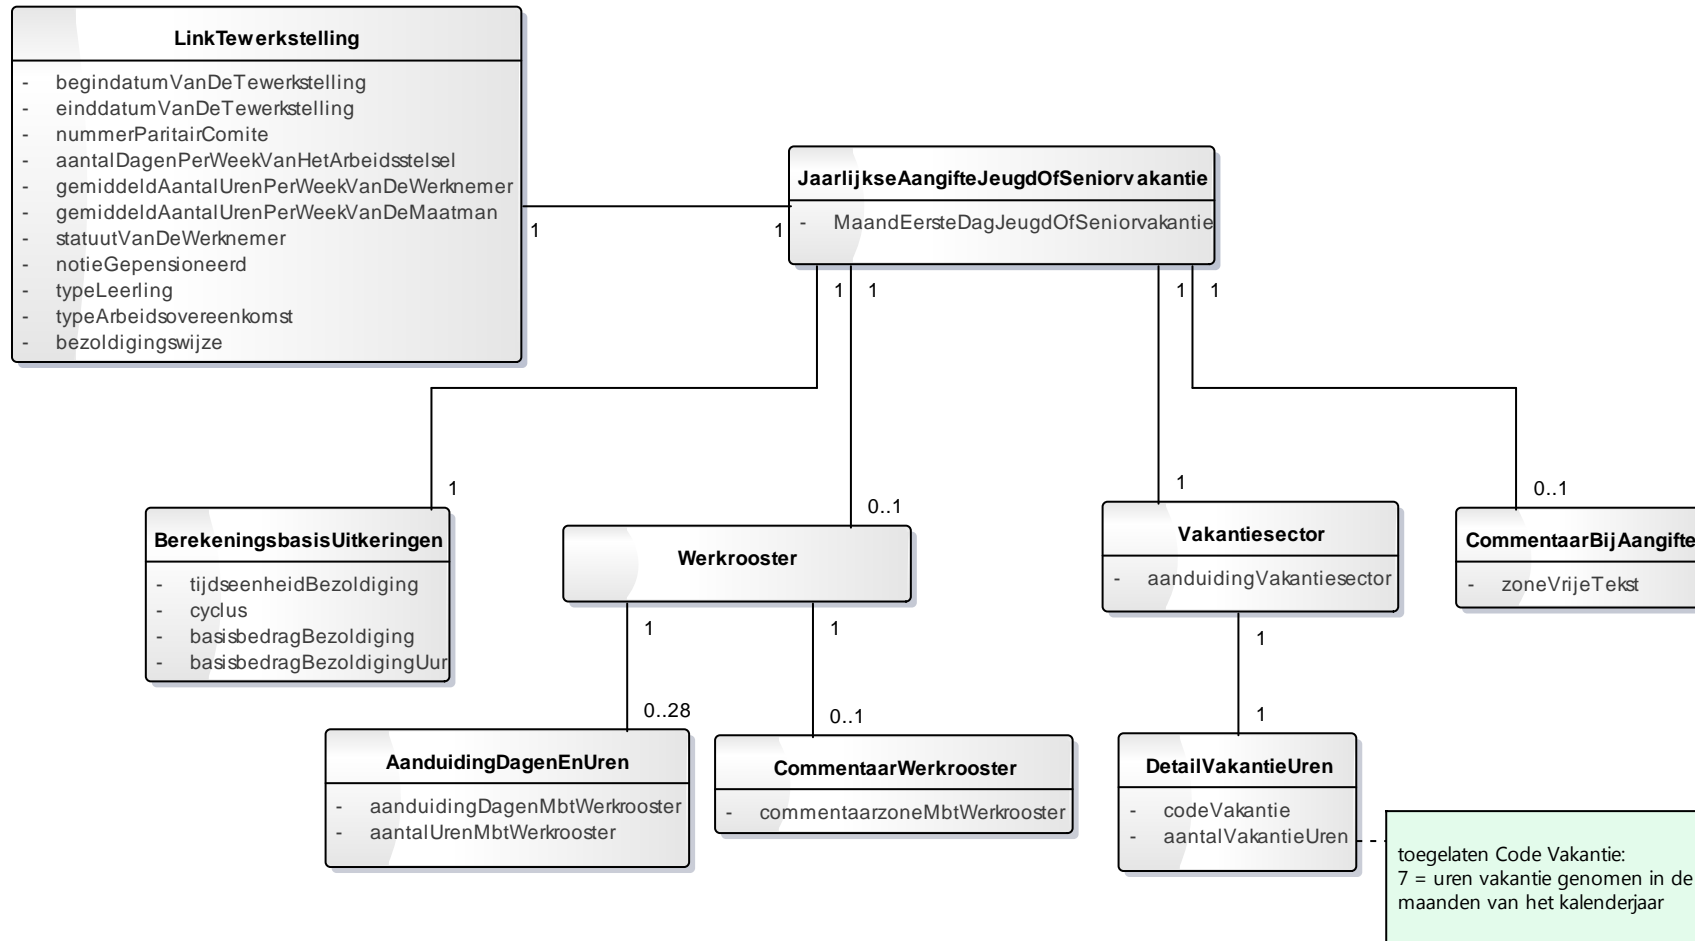 LinkTewerkstelling
- begindatumVanDeTewerkstelling
- einddatumVanDeTewerkstelling
- nummerParitairComite
- aantalDagenPerWeekVanHetArbeidsstelsel
- gemiddeldAantalUrenPerWeekVanDeWerknemer
- gemiddeldAantalUrenPerWeekVanDeMaatman
- statuutVanDeWerknemer
- notieGepensioneerd
- typeLeerling
- typeArbeidsovereenkomst
- bezoldigingswijze
JaarlijkseAangifteJeugdOfSeniorvakantie
- MaandEersteDagJeugdOfSeniorvakantie
1 1
1 1 1 1
1 0..1 1 0..1
BerekeningsbasisUitkeringen
- tijdseenheidBezoldiging
- cyclus
- basisbedragBezoldiging
- basisbedragBezoldigingUur
Werkrooster
Vakantiesector
- aanduidingVakantiesector
CommentaarBijAangifte
- zoneVrijeTekst
1 1 1
0..28 0..1 1
AanduidingDagenEnUren
- aanduidingDagenMbtWerkrooster
- aantalUrenMbtWerkrooster
CommentaarWerkrooster
- commentaarzoneMbtWerkrooster
DetailVakantieUren
- codeVakantie
- aantalVakantieUren
toegelaten Code Vakantie:
7 = uren vakantie genomen in de
maanden van het kalenderjaar